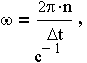 ω = 2π·n / Δt ,
c⁻¹